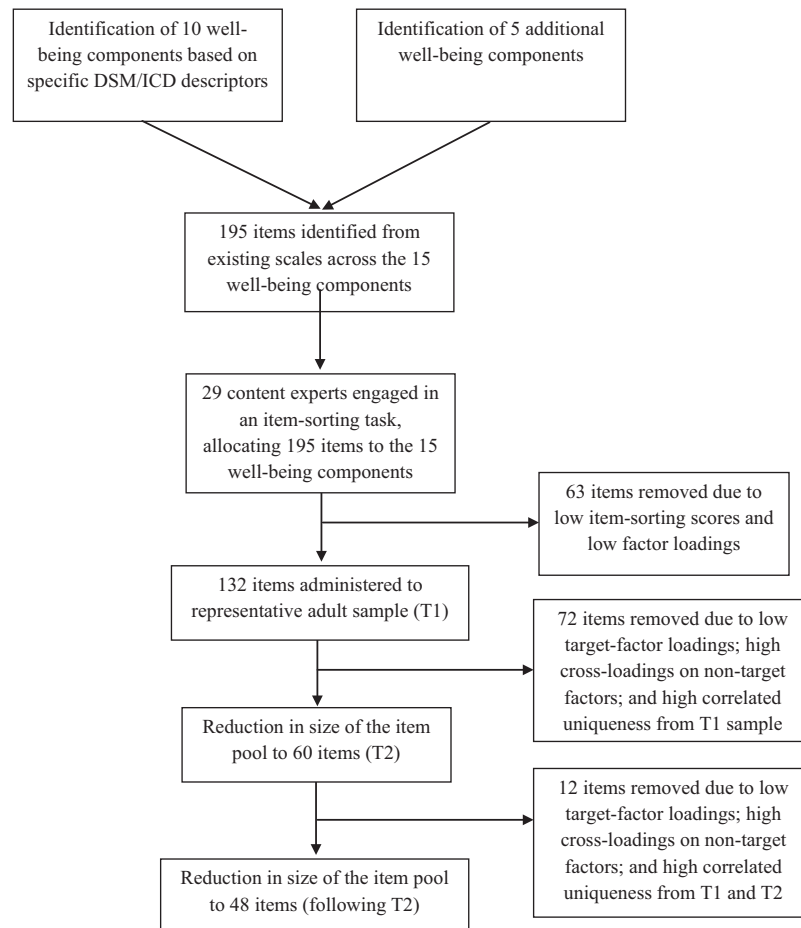 Identification of 10 well-
being components based on
specific DSM/ICD descriptors
Identification of 5 additional
well-being components
195 items identified from
existing scales across the 15
well-being components
29 content experts engaged in
an item-sorting task,
allocating 195 items to the 15
well-being components
63 items removed due to
low item-sorting scores and
low factor loadings
132 items administered to
representative adult sample (T1)
72 items removed due to low
target-factor loadings; high
cross-loadings on non-target
factors; and high correlated
uniqueness from T1 sample
Reduction in size of the item
pool to 60 items (T2)
12 items removed due to low
target-factor loadings; high
cross-loadings on non-target
factors; and high correlated
uniqueness from T1 and T2
Reduction in size of the item pool
to 48 items (following T2)